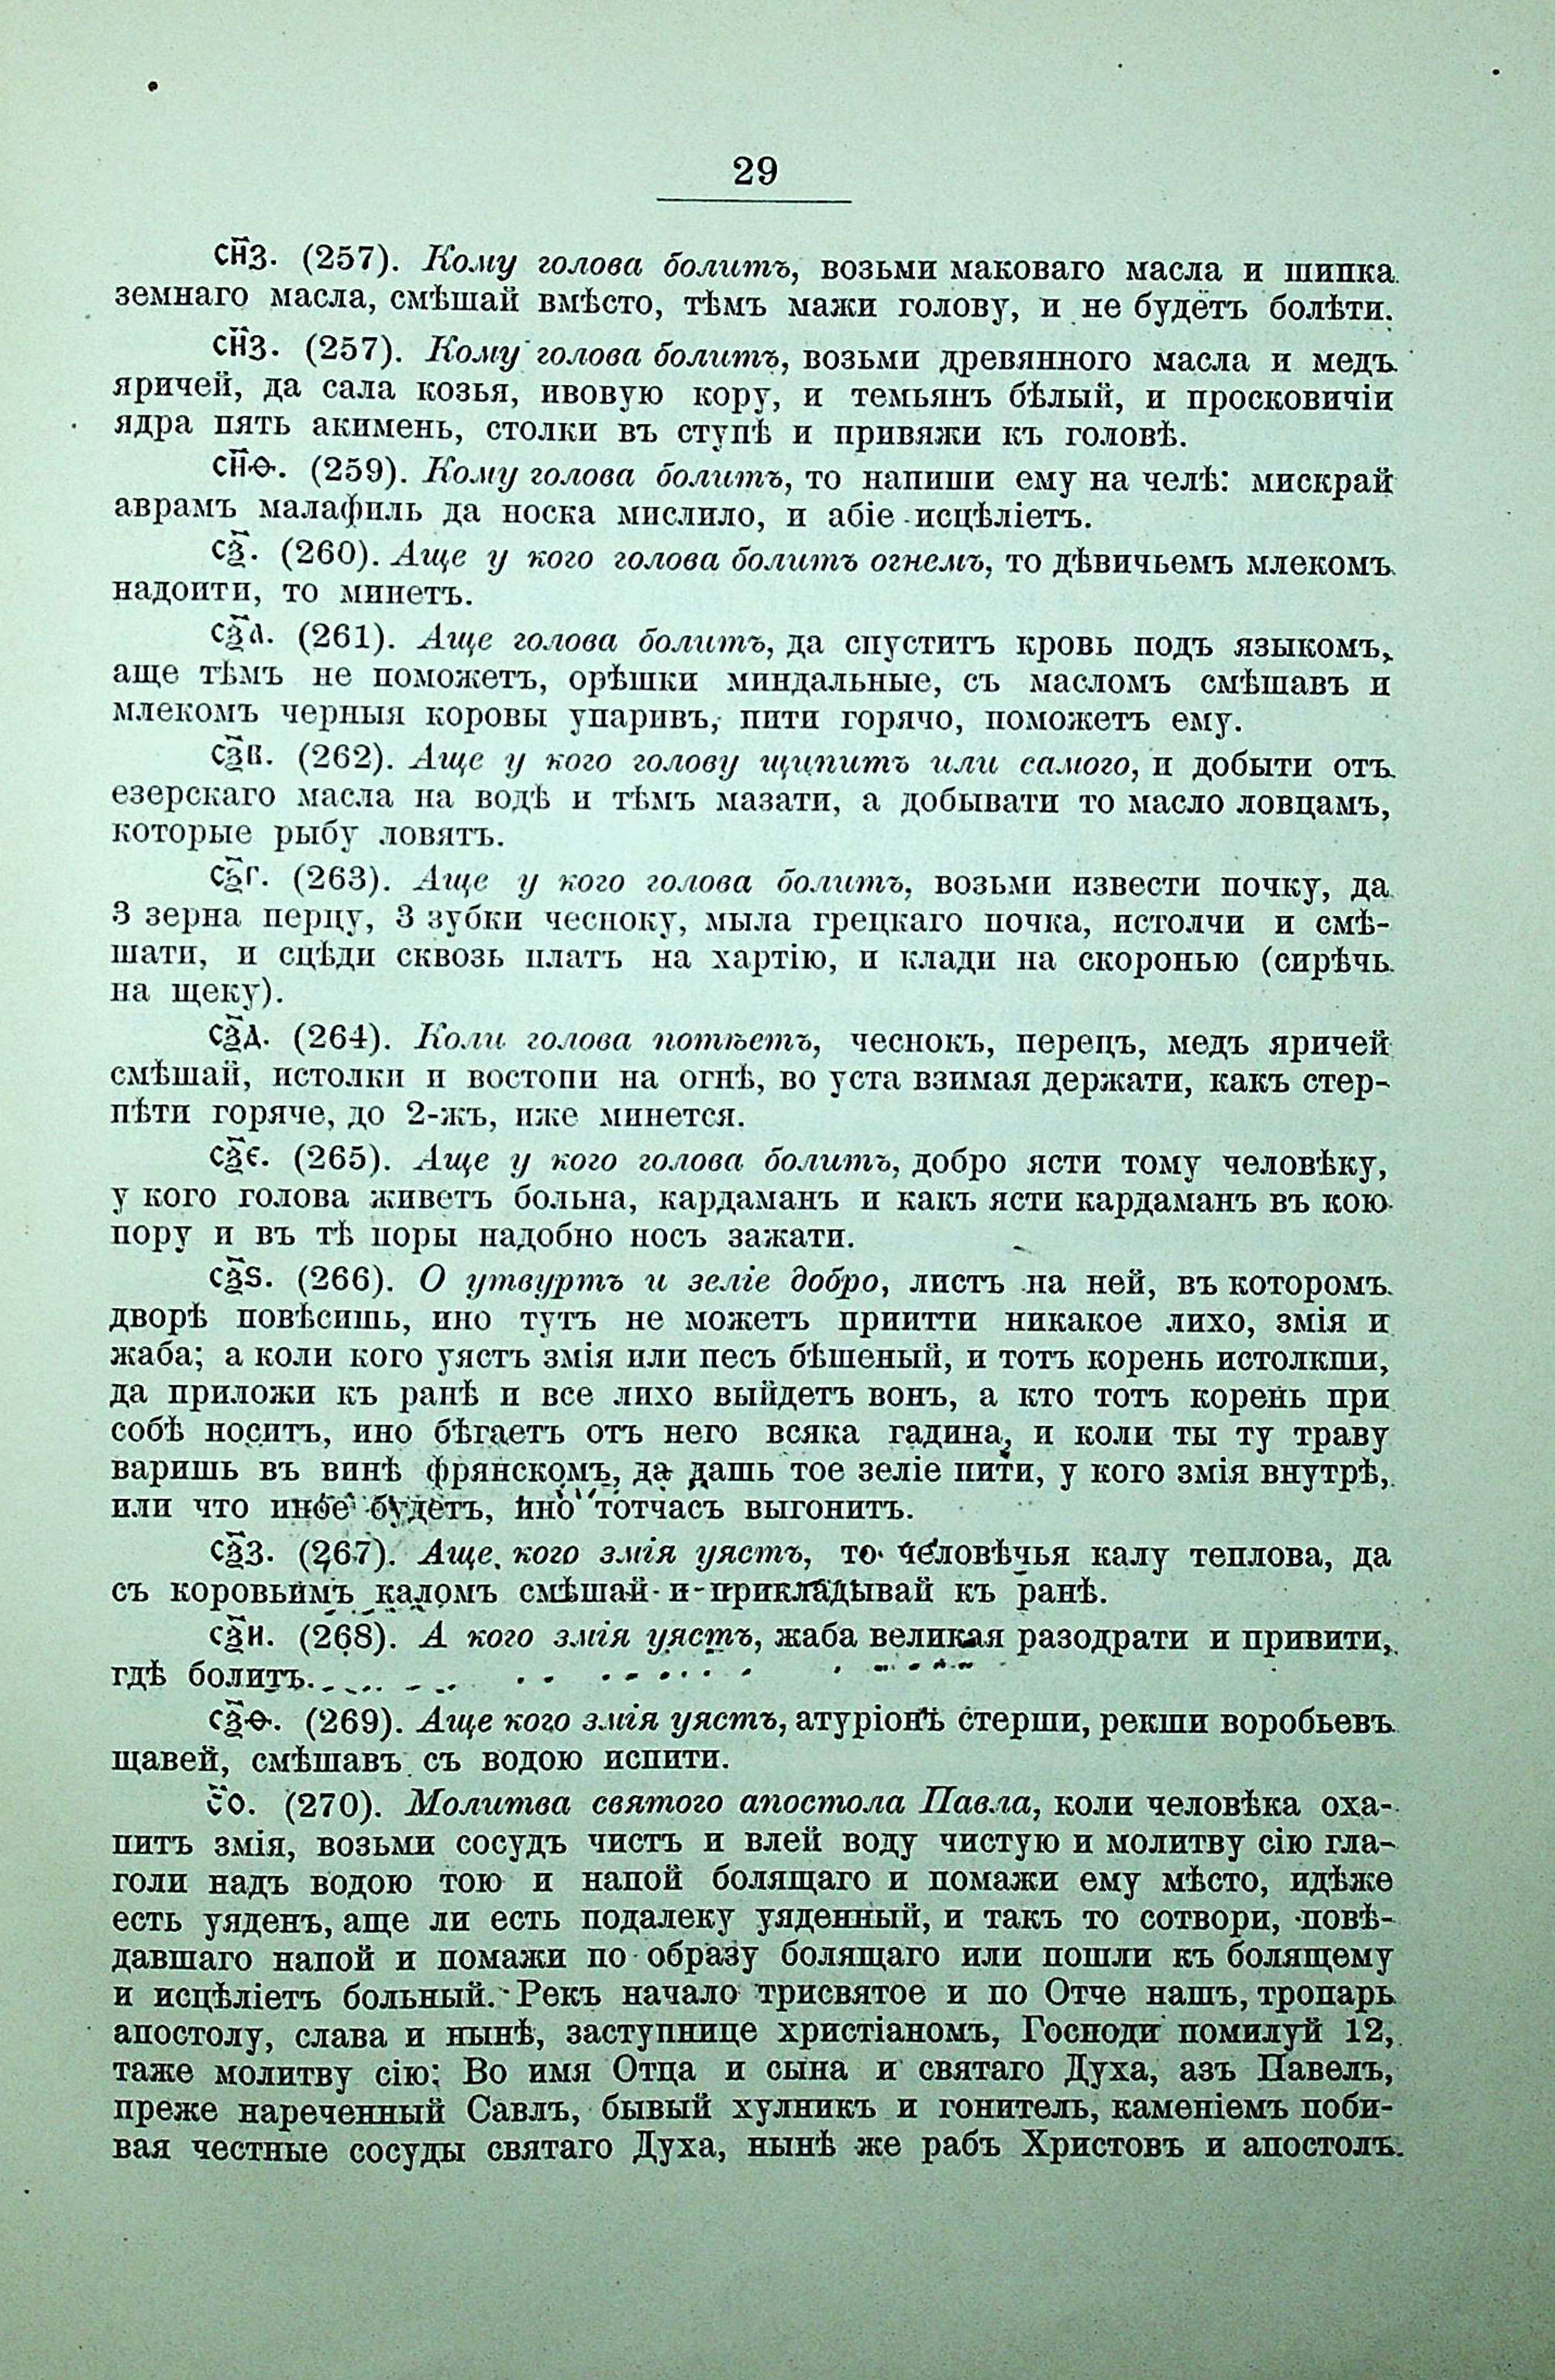 29
сн҃з. (257). Кому голова болитъ, возьми маковаго масла и шипка
земнаго масла, смѣшай вмѣсто, тѣмъ мажи голову, и не будетъ болѣти.
сн҃з. (257). Кому голова болитъ, возьми древянного масла и медъ
яричей, да сала козья, ивовую кору, и темьянъ бѣлый, и просковичіи
ядра пять акимень, столки въ ступѣ и привяжи къ головѣ.
сн҃ѳ. (259). Кому голова болитъ, то напиши ему на челѣ: мискрай
аврамъ малафиль да носка мислило, и абіе исцѣліетъ.
сѯ҃. (260). Аще у кого голова болитъ огнемъ, то дѣвичьемъ млекомъ
надоити, то минетъ.
сѯ҃а. (261). Аще голова болитъ, да спуститъ кровь подъ языкомъ,
аще тѣмъ не поможетъ, орѣшки миндальные, съ масломъ смѣшавъ и
млекомъ черныя коровы упаривъ, пити горячо, поможетъ ему.
сѯ҃в. (262). Аще у кого голову щипитъ или самого, и добыти отъ
езерскаго масла на водѣ и тѣмъ мазати, а добывати то масло ловцамъ,
которые рыбу ловятъ.
сѯ҃г. (263). Аще у кого голова болитъ, возьми извести почку, да
3 зерна перцу, 3 зубки чесноку, мыла грецкаго почка, истолчи и смѣ-
шати, и сцѣди сквозь платъ на хартію, и клади на скоронью (сирѣчь
на щеку).
сѯ҃д. (264). Коли голова потѣетъ, чеснокъ, перецъ, медъ яричей
смѣшай, истолки и востопи на огнѣ, во уста взимая держати, какъ стер-
пѣти горяче, до 2-жъ, иже минется.
сѯ҃є. (265). Аще у кого голова болитъ, добро ясти тому человѣку,
у кого голова живетъ больна, кардаманъ и какъ ясти кардаманъ въ кою
пору и въ тѣ поры надобно носъ зажати.
сѯ҃ѕ. (266). О утвуртъ и зеліе добро, листъ на ней, въ которомъ
дворѣ повѣсишь, ино тутъ не можетъ приитти никакое лихо, змія и
жаба; а коли кого уястъ змія или песъ бѣшеный, и тотъ корень истолкши,
да приложи къ ранѣ и все лихо выйдетъ вонъ, а кто тотъ корень при
собѣ носитъ, ино бѣгаетъ отъ него всяка гадина, и коли ты ту траву
варишь въ винѣ фрянскомъ, да дашь тое зеліе пити, у кого змія внутрѣ,
или что иное будетъ, ино тотчасъ выгонитъ.
сѯ҃з. (267). Аще кого змія уястъ, то человѣчья калу теплова, да
съ коровьимъ каломъ смѣшай и прикладывай къ ранѣ.
сѯ҃и. (268). А кого змія уястъ, жаба великая разодрати и привити,
гдѣ болитъ.
сѯ҃ѳ. (269). Аще кого змія уястъ, атуріонъ стерши, рекши воробьевъ
щавей, смѣшавъ съ водою испити.
с҃о. (270). Молитва святого апостола Павла, коли человѣка оха-
питъ змія, возьми сосудъ чистъ и влей воду чистую и молитву сію гла-
голи надъ водою тою и напой болящаго и помажи ему мѣсто, идѣже
есть уяденъ, аще ли есть подалеку уяденный, и такъ то сотвори, повѣ-
давшаго напой и помажи по образу болящаго или пошли къ болящему
и исцѣліетъ больный. Рекъ начало трисвятое и по Отче нашъ, тропарь
апостолу, слава и нынѣ, заступнице христіаномъ, Господи помилуй 12,
таже молитву сію: Во имя Отца и сына и святаго Духа, азъ Павелъ,
преже нареченный Савлъ, бывый хулникъ и гонитель, каменіемъ поби-
вая честные сосуды святаго Духа, нынѣ же рабъ Христовъ и апостолъ.